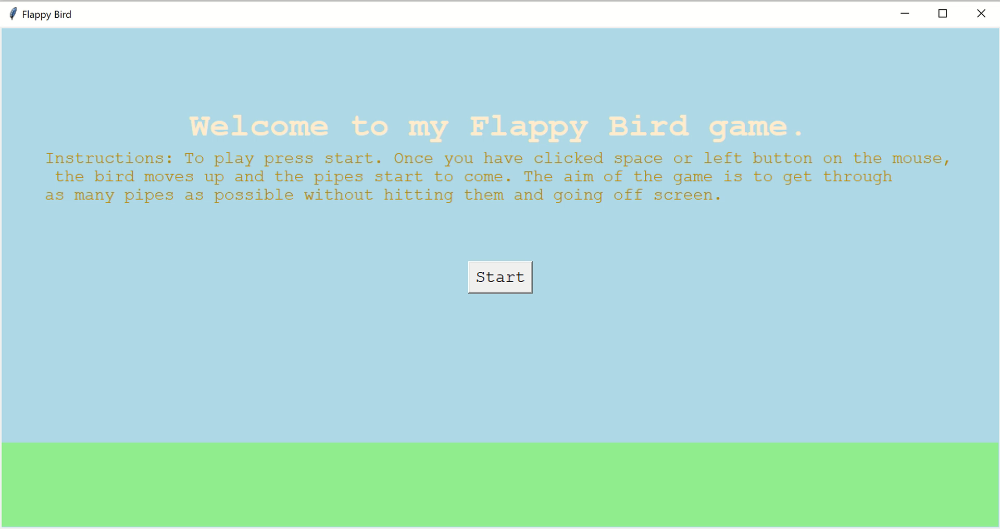 Flappy Bird
Welcome to my Flappy Bird game.
Instructions: To play press start. Once you have clicked space or left button on the mouse,
the bird moves up and the pipes start to come. The aim of the game is to get through
as many pipes as possible without hitting them and going off screen.
Start